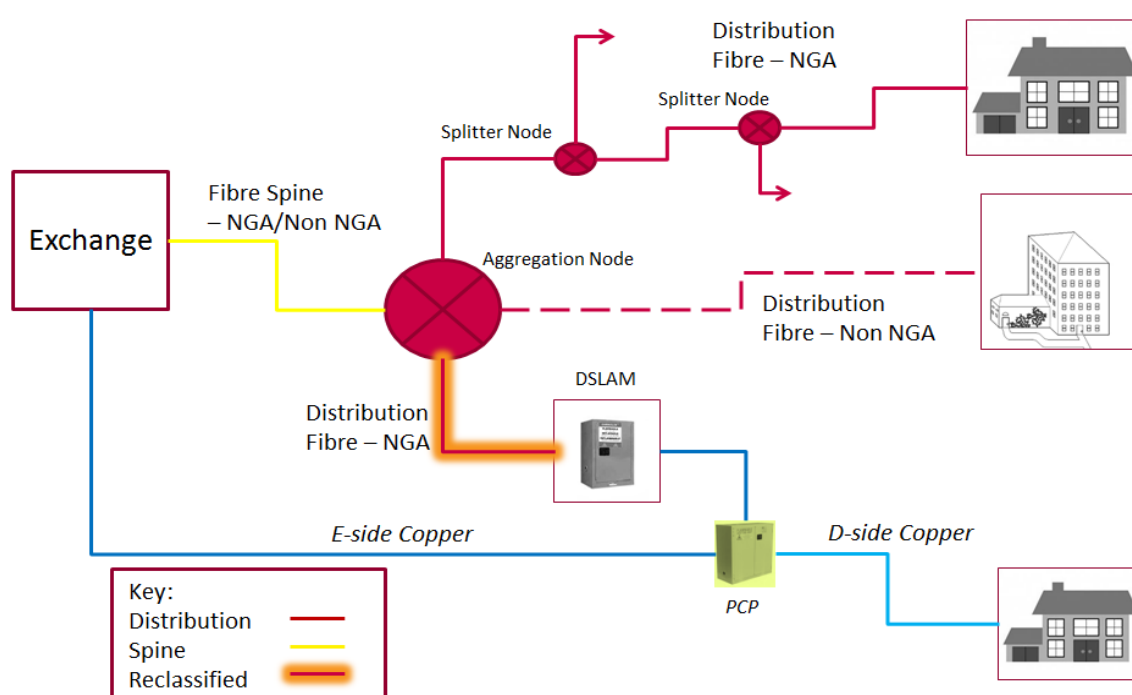 Distribution
Fibre – NGA
Splitter Node
Splitter Node
Fibre Spine
– NGA/Non NGA
Exchange
Aggregation Node
Distribution
Fibre – Non NGA
DSLAM
Distribution
Fibre – NGA
E-side Copper
D-side Copper
PCP
Key:
Distribution
Spine
Reclassified